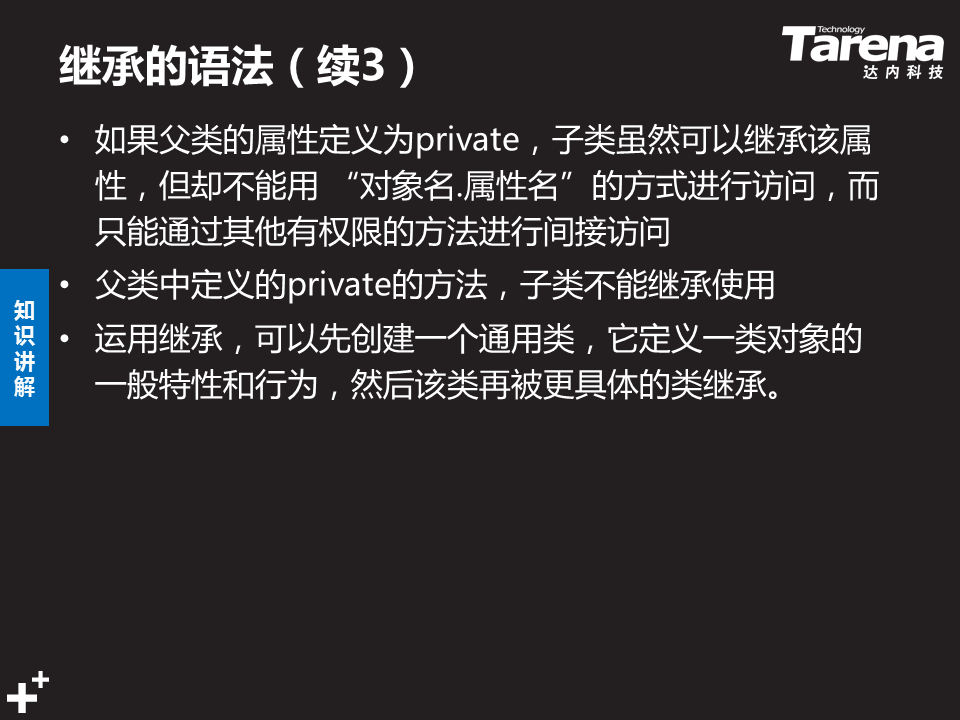 继承的语法（续3）
Technology
Tarena
达内科技
• 如果父类的属性定义为private，子类虽然可以继承该属
性，但却不能用 “对象名.属性名”的方式进行访问，而
只能通过其他有权限的方法进行间接访问
• 父类中定义的private的方法，子类不能继承使用
• 运用继承，可以先创建一个通用类，它定义一类对象的
一般特性和行为，然后该类再被更具体的类继承。
知
识
讲
解